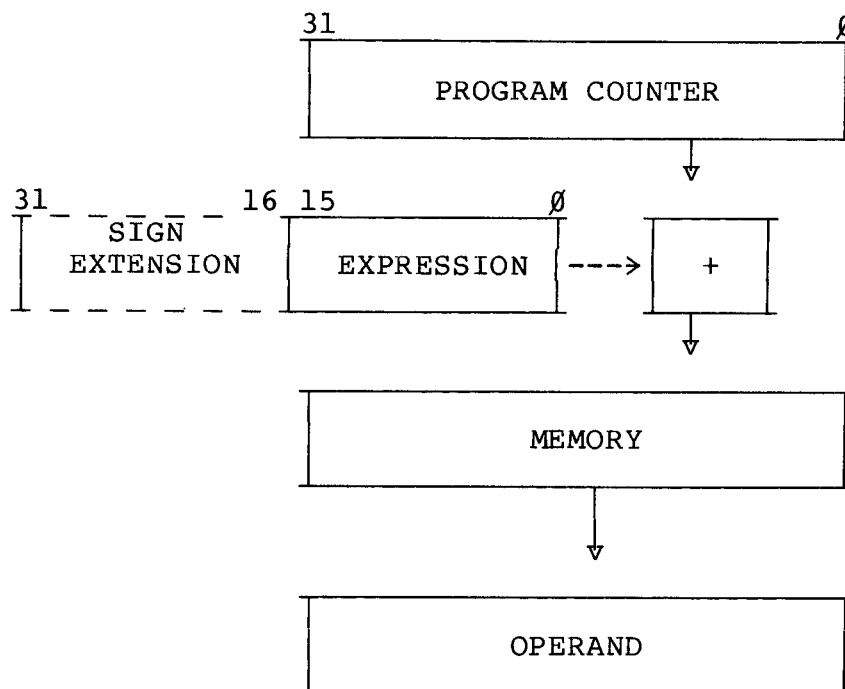 31 Ø
PROGRAM COUNTER
31 16 15 Ø
SIGN
EXTENSION EXPRESSION +
MEMORY
OPERAND